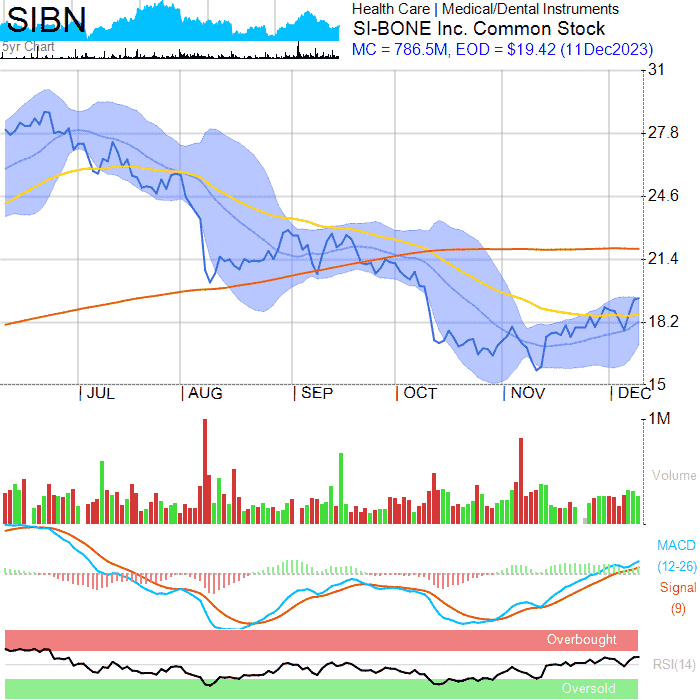 SIBN
5yr Chart
Health Care | Medical/Dental Instruments
SI-BONE Inc. Common Stock
MC = 786.5M, EOD = $19.42 (11Dec2023)
31
27.8
24.6
21.4
18.2
15
| JUL | AUG | SEP | OCT | NOV | DEC
1M
Volume
MACD
(12-26)
Signal
(9)
Overbought
RSI(14)
Oversold